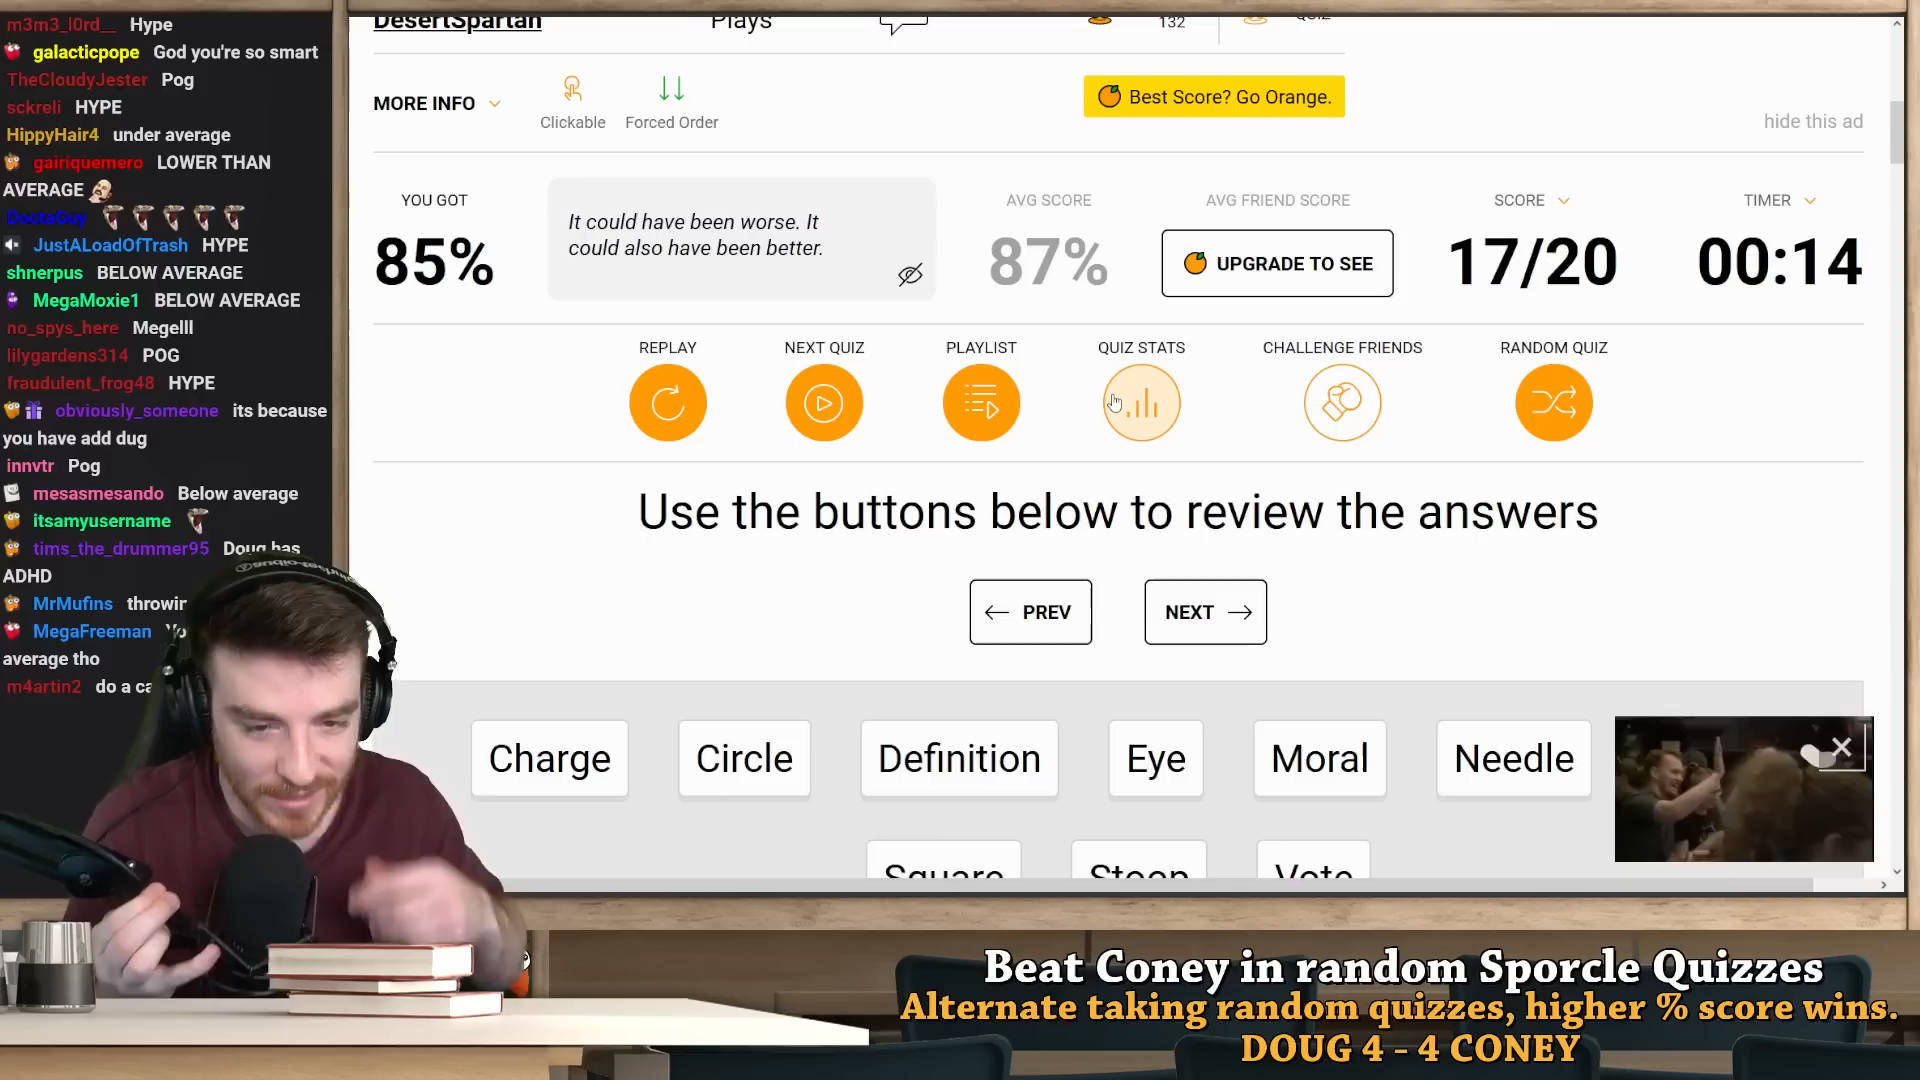 m3m3_l0rd__ Hype
galacticpope God you're so smart
TheCloudyJester Pog
sckreli HYPE
HippyHair4 under average
gairiquemero LOWER THAN
AVERAGE
DoctaGuy
JustALoadOfTrash HYPE
shnerpus BELOW AVERAGE
MegaMoxie1 BELOW AVERAGE
no_spys_here Megelll
lilygardens314 POG
fraudulent_frog48 HYPE
obviously_someone its because
you have add dug
innvtr Pog
mesasmesando Below average
itsamyusername
tims_the_drummer95 Doug has
ADHD
MrMufins
MegaFreeman
average tho
m4artin2 do a
DesertSpartan
Plays
132
QUIZ
MORE INFO
Clickable
Forced Order
Best Score? Go Orange.
hide this ad
YOU GOT
85%
It could have been worse. It
could also have been better.
AVG SCORE
87%
AVG FRIEND SCORE
UPGRADE TO SEE
SCORE
17/20
TIMER
00:14
REPLAY
NEXT QUIZ
PLAYLIST
QUIZ STATS
CHALLENGE FRIENDS
RANDOM QUIZ
Use the buttons below to review the answers
← PREV
NEXT →
Charge
Circle
Definition
Eye
Moral
Needle
Square
Steep
Vote
Beat Coney in random Sporcle Quizzes
Alternate taking random quizzes, higher % score wins.
DOUG 4 - 4 CONEY